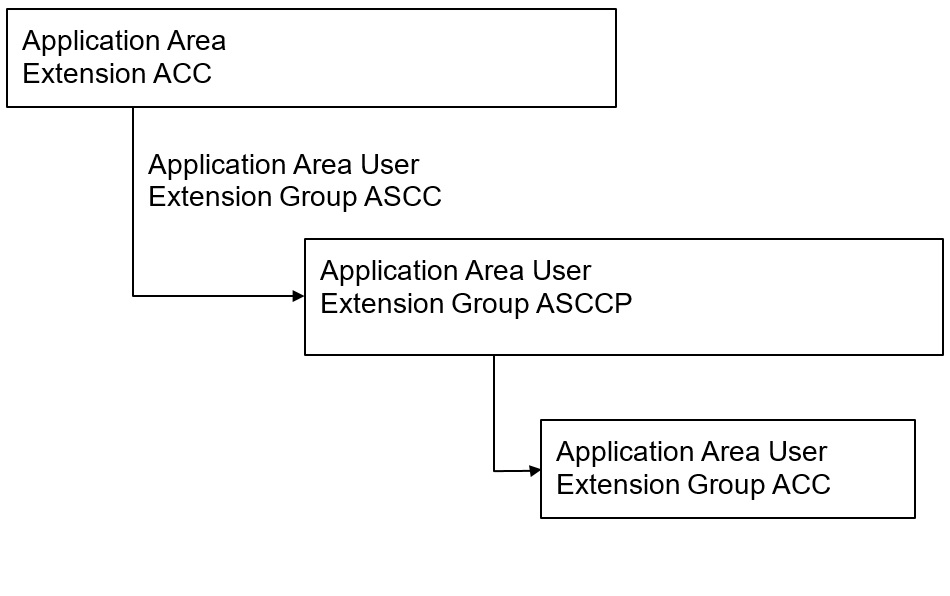 Application Area
Extension ACC
Application Area User
Extension Group ASCC
Application Area User
Extension Group ASCCP
Application Area User
Extension Group ACC